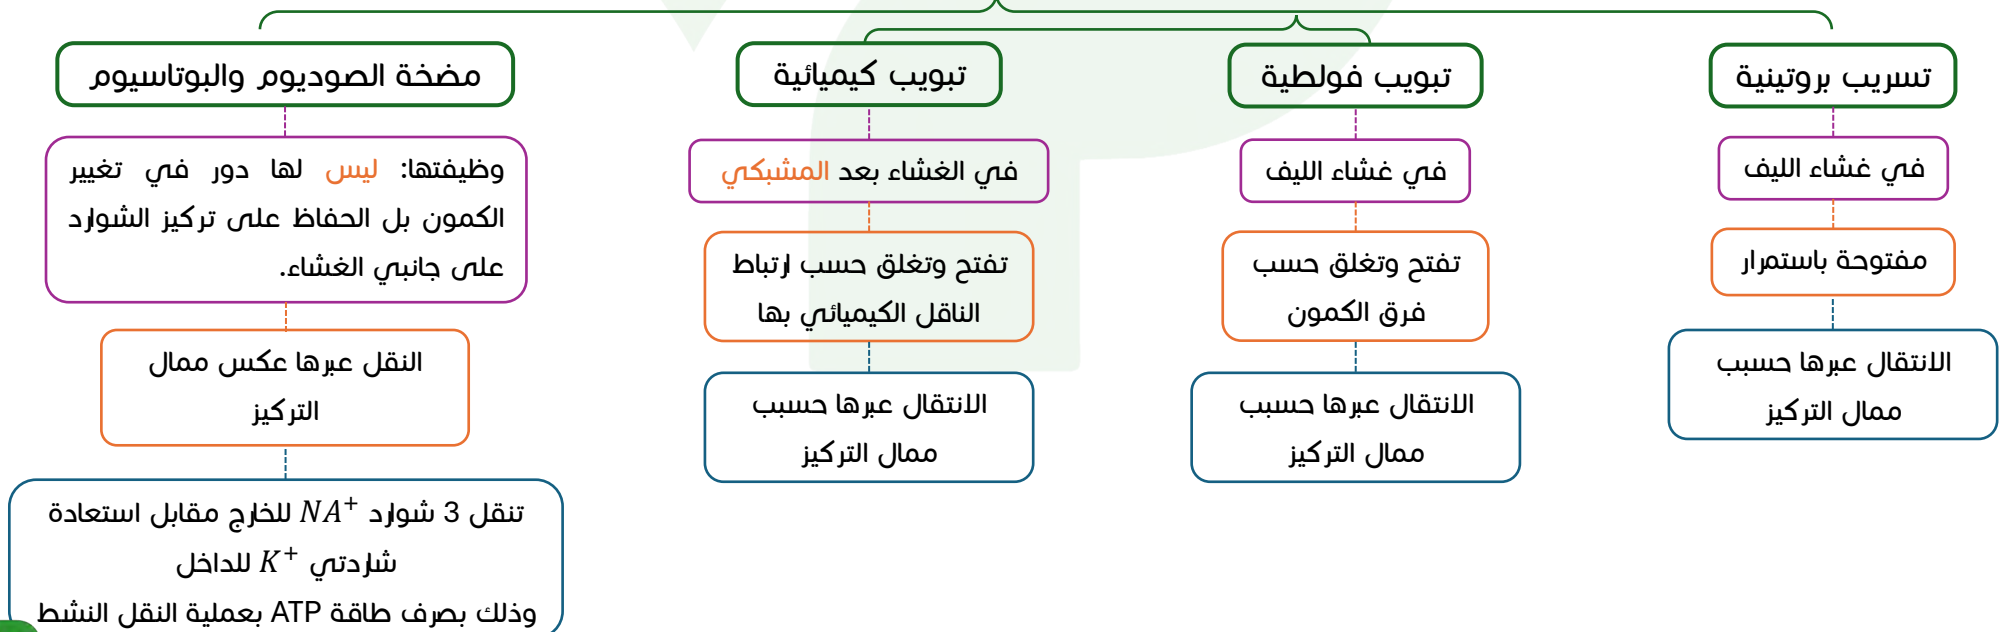 تسريب بروتينية
في غشاء الليف
مفتوحة باستمرار
الانتقال عبرها حسبب
ممال التركيز
تبويب فولطية
في غشاء الليف
تفتح وتغلق حسب
فرق الكمون
الانتقال عبرها حسبب
ممال التركيز
تبويب كيميائية
في الغشاء بعد المشبكي
تفتح وتغلق حسب ارتباط
الناقل الكيميائي بها
الانتقال عبرها حسبب
ممال التركيز
مضخة الصوديوم والبوتاسيوم
وظيفتها: ليس لها دور في تغيير
الكمون بل الحفاظ على تركيز الشوارد
على جانبي الغشاء.
النقل عبرها عكس ممال
التركيز
تنقل 3 شوارد NA⁺ للخارج مقابل استعادة
شاردتي K⁺ للداخل
وذلك بصرف طاقة ATP بعملية النقل النشط